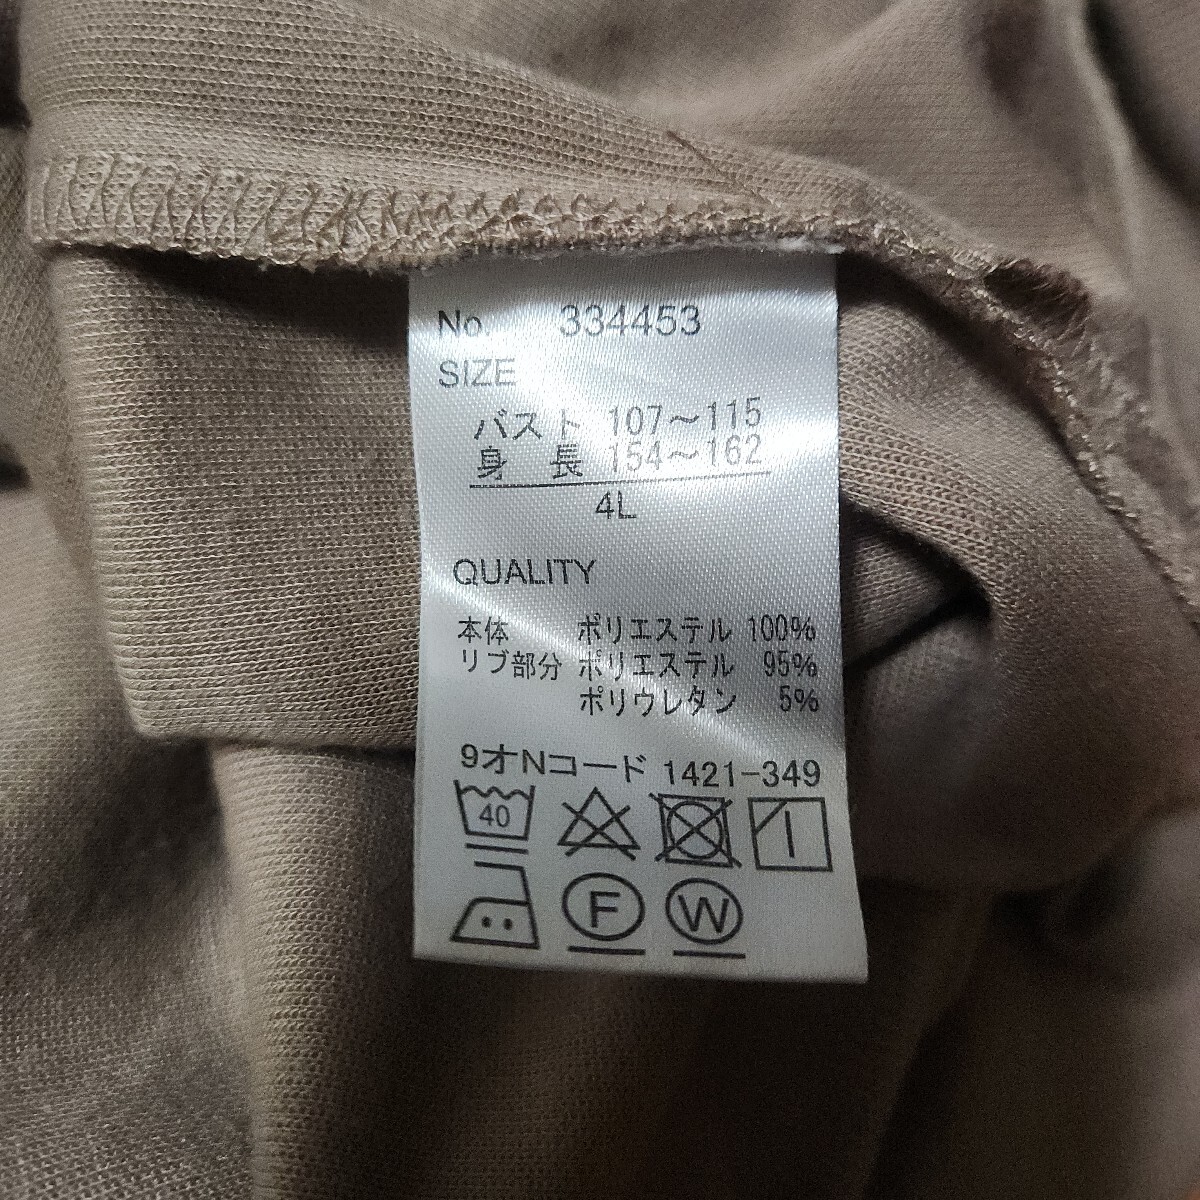 No. 334453
SIZE
バスト 107～115
身 長 154～162
4L
QUALITY
本体 ポリエステル 100%
リブ部分 ポリエステル 95%
ポリウレタン 5%
9オNコード 1421-349
40
F W